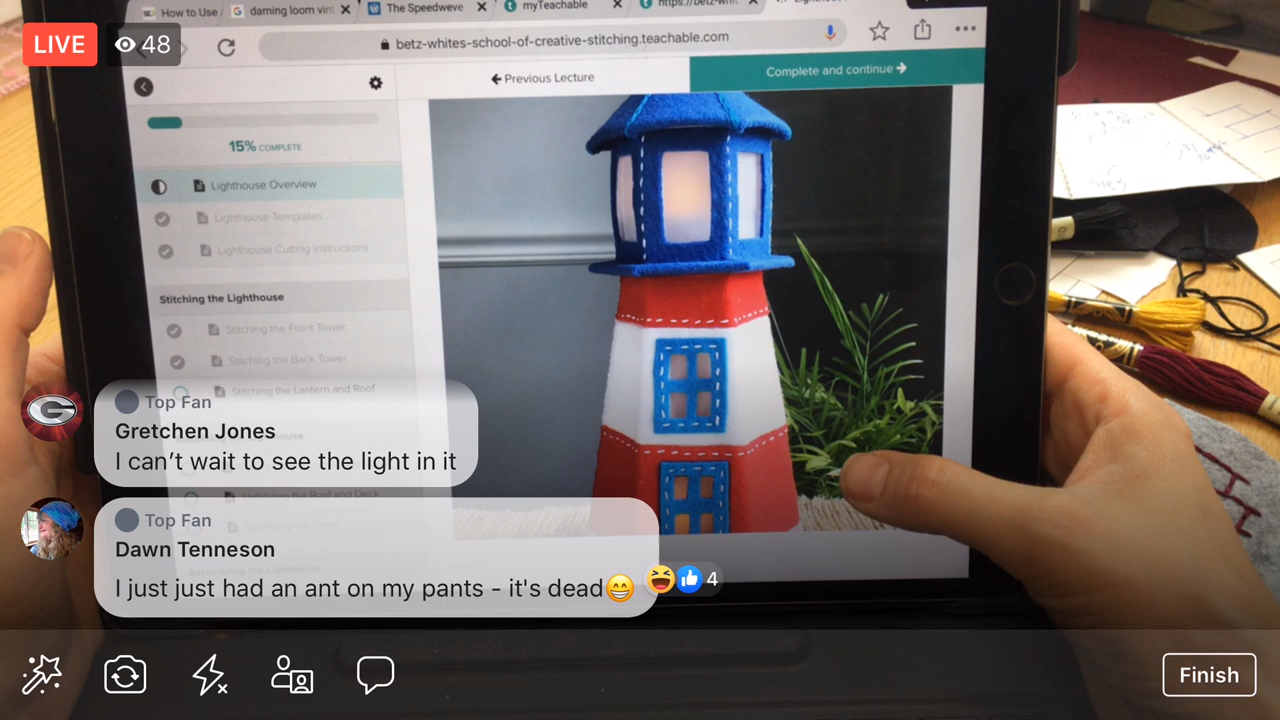 LIVE
48
How to Use
darning loom vint
The Speedweve
myTeachable
betz-whites-school-of-creative-stitching.teachable.com
Previous Lecture
Complete and continue
15% COMPLETE
Lighthouse Overview
Lighthouse Templates
Lighthouse Cutting Instructions
Stitching the Lighthouse
Stitching the Front Tower
Stitching the Back Tower
Stitching the Lantern and Roof
Top Fan
Gretchen Jones
I can’t wait to see the light in it
Stitching the Roof and Deck
Top Fan
Dawn Tenneson
I just just had an ant on my pants - it's dead😁
4
Assembling the Lighthouse
Finish